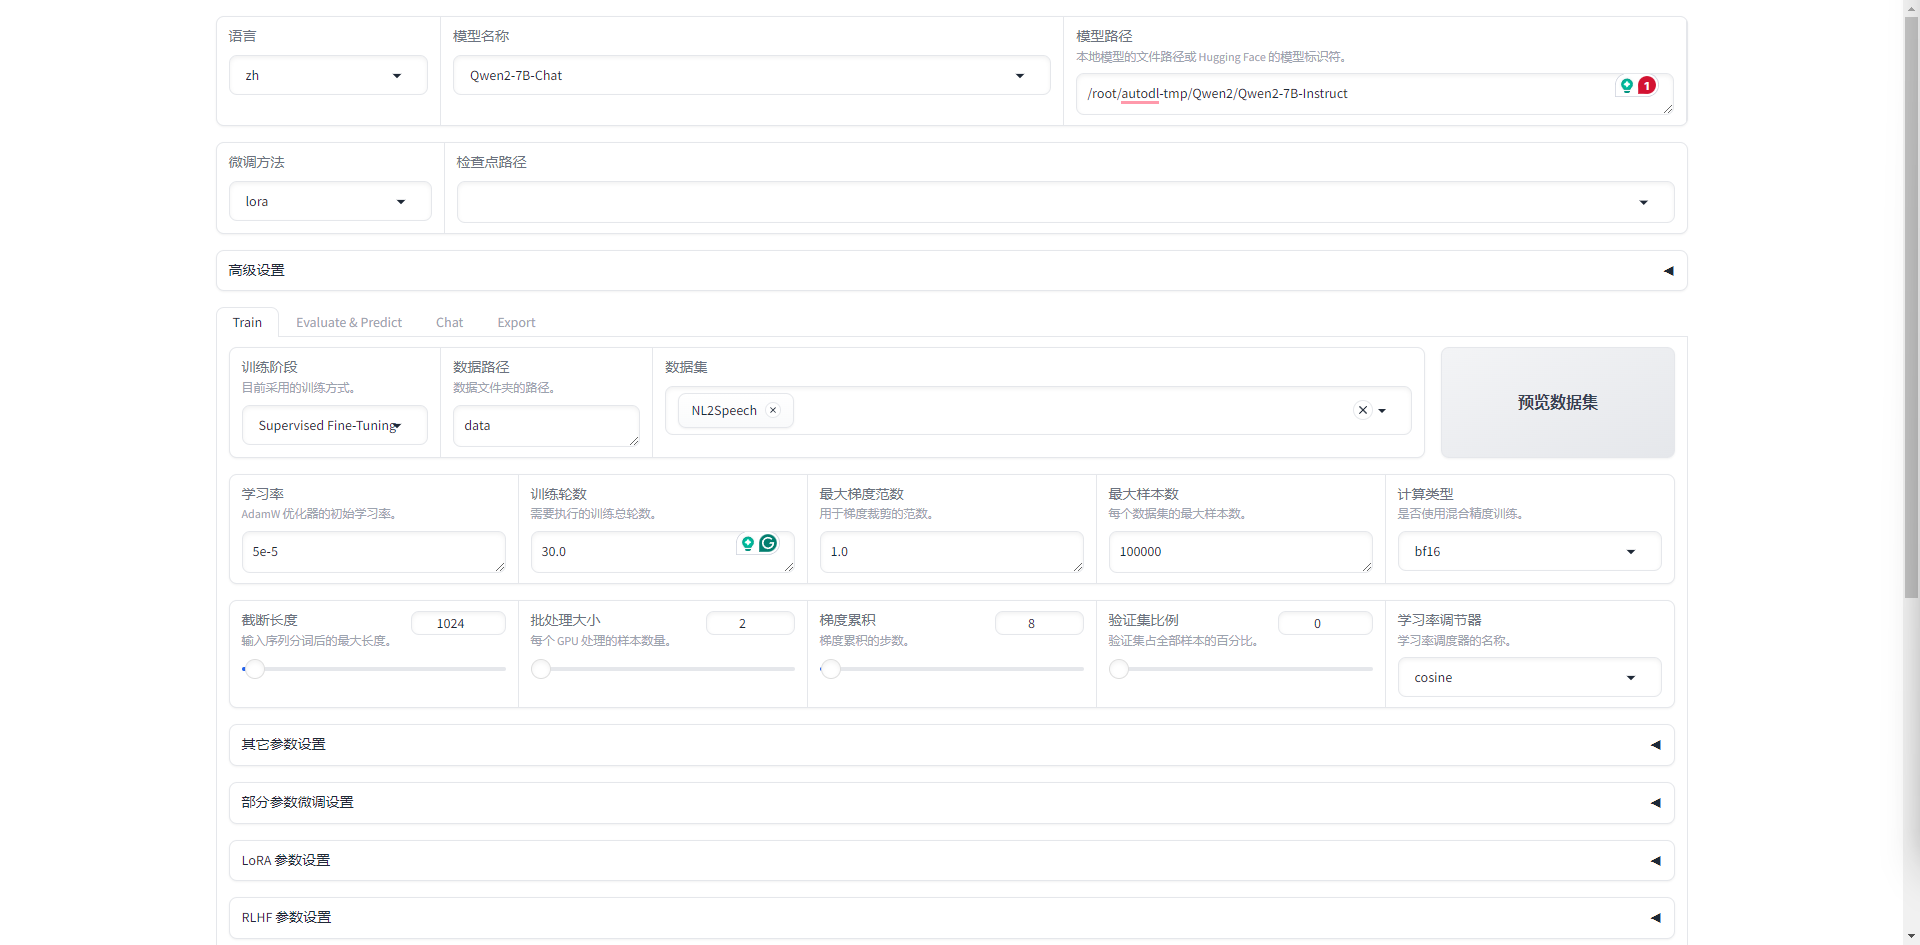 语言
zh
模型名称
Qwen2-7B-Chat
模型路径
本地模型的文件路径或 Hugging Face 的模型标识符。
/root/autodl-tmp/Qwen2/Qwen2-7B-Instruct
1
微调方法
lora
检查点路径
高级设置
Train
Evaluate & Predict
Chat
Export
训练阶段
目前采用的训练方式。
Supervised Fine-Tuning
数据路径
数据文件夹的路径。
data
数据集
NL2Speech
预览数据集
学习率
AdamW 优化器的初始学习率。
5e-5
训练轮数
需要执行的训练总轮数。
30.0
最大梯度范数
用于梯度裁剪的范数。
1.0
最大样本数
每个数据集的最大样本数。
100000
计算类型
是否使用混合精度训练。
bf16
截断长度
1024
输入序列分词后的最大长度。
批处理大小
2
每个 GPU 处理的样本数量。
梯度累积
8
梯度累积的步数。
验证集比例
0
验证集占全部样本的百分比。
学习率调节器
学习率调度器的名称。
cosine
其它参数设置
部分参数微调设置
LoRA 参数设置
RLHF 参数设置